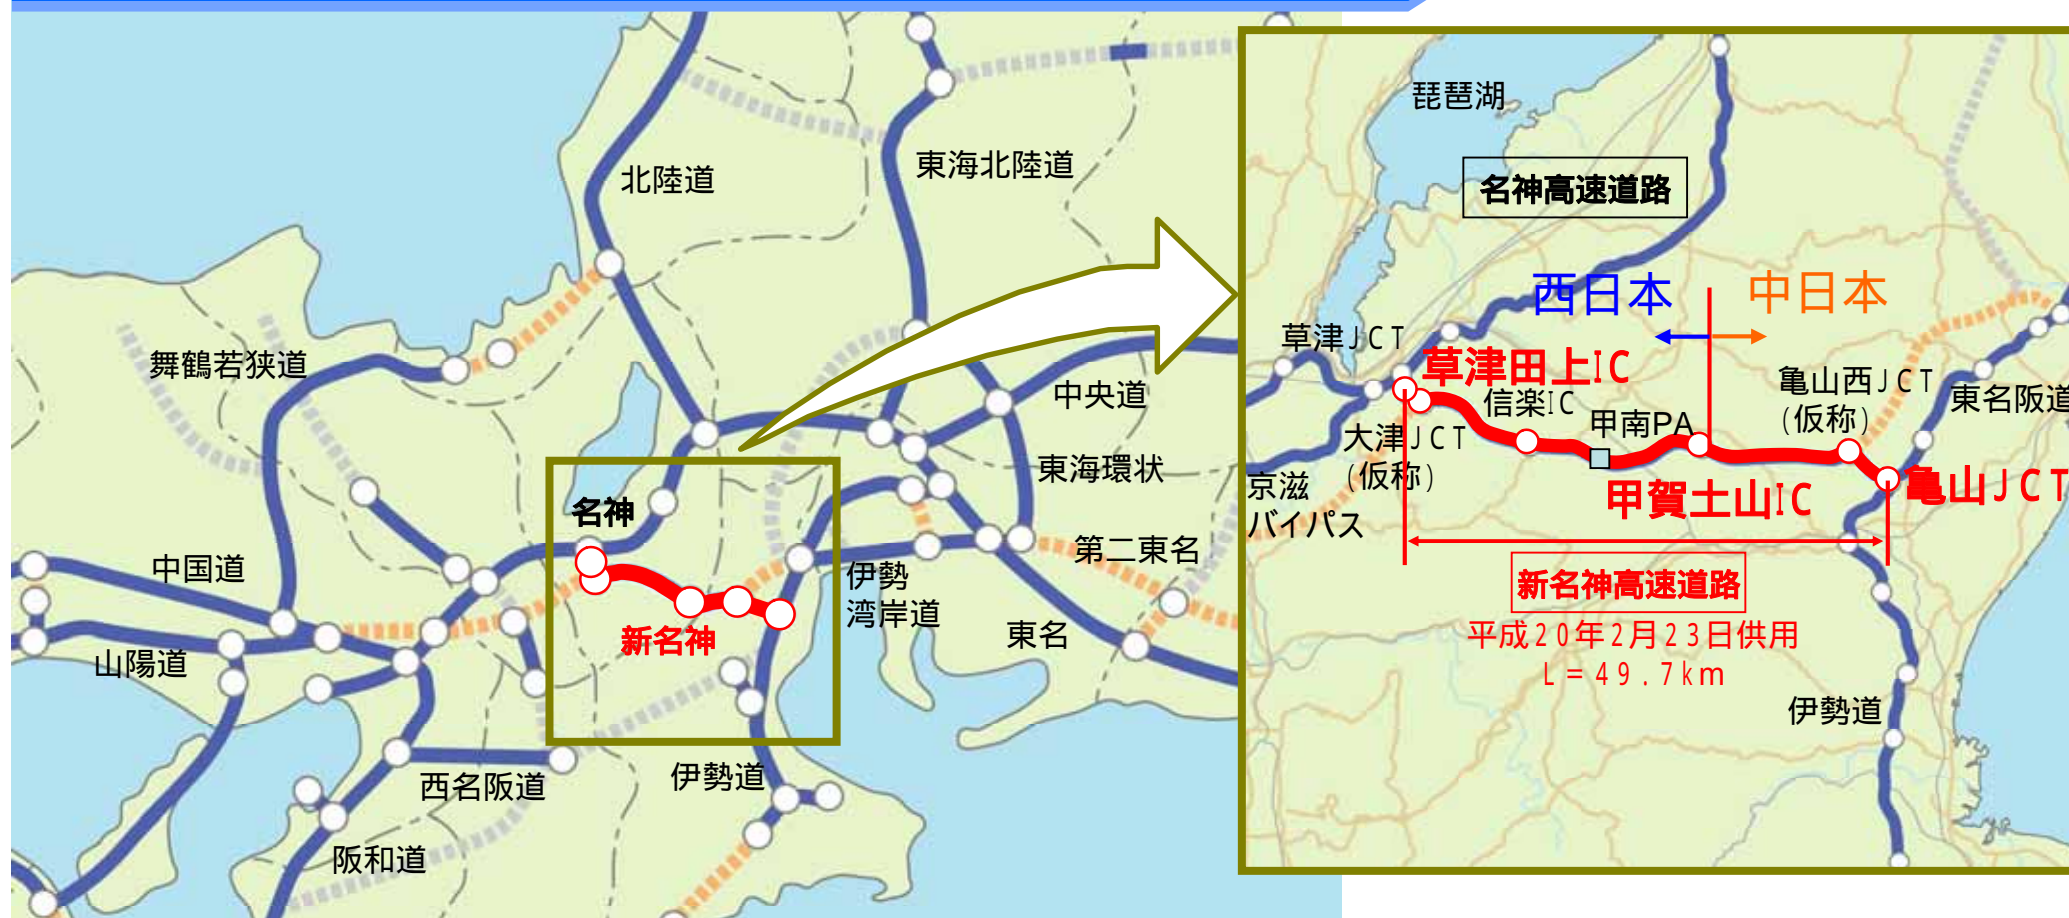 北陸道
東海北陸道
舞鶴若狭道
中央道
東海環状
名神
第二東名
中国道
伊勢
湾岸道
新名神
東名
山陽道
西名阪道
伊勢道
阪和道
琵琶湖
名神高速道路
西日本
中日本
草津JCT
草津田上IC
信楽IC
亀山西JCT
(仮称)
東名阪道
甲南PA
大津JCT
(仮称)
京滋
バイパス
甲賀土山IC
亀山JCT
新名神高速道路
平成20年2月23日供用
L=49.7km
伊勢道